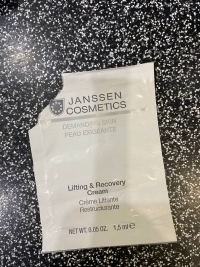 JANSSEN
COSMETICS
DEMANDING SKIN
PEAU EXIGEANTE
Lifting & Recovery
Cream
Crème Liftante
Restructurante
NET WT. 0.05 OZ. 1,5 ml ℮